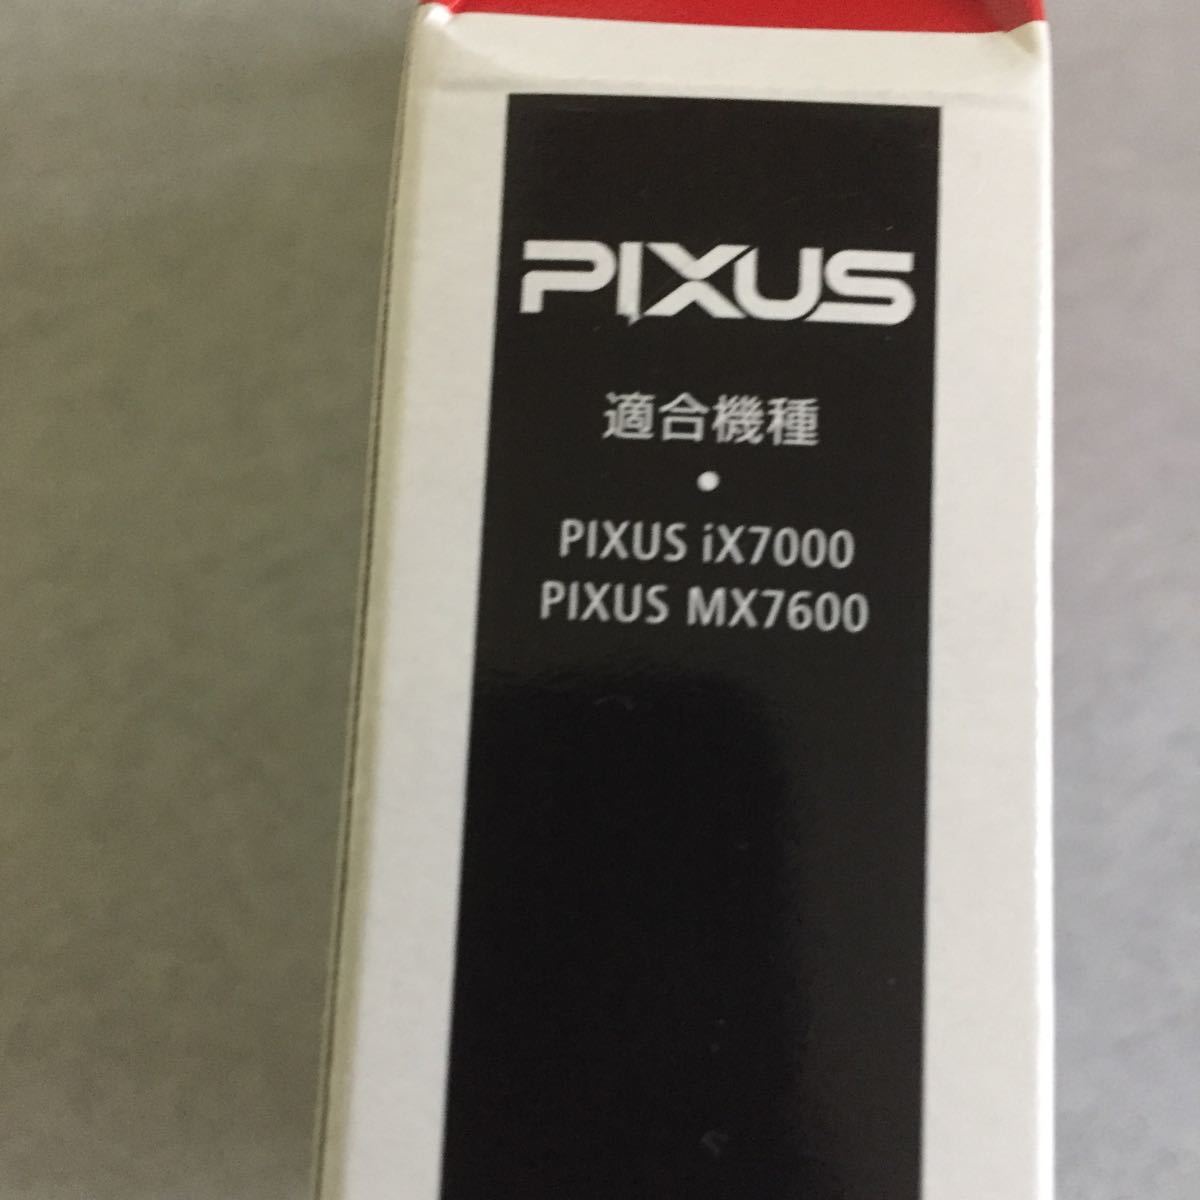 PIXUS
適合機種
●
PIXUS iX7000
PIXUS MX7600